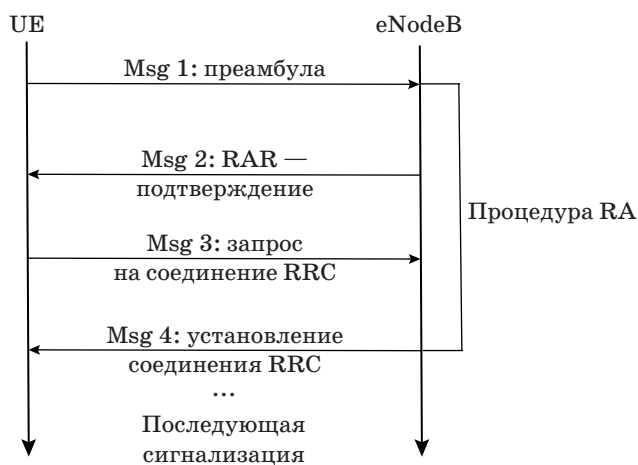 UE
eNodeB
Msg 1: преамбула
Msg 2: RAR —
подтверждение
Процедура RA
Msg 3: запрос
на соединение RRC
Msg 4: установление
соединения RRC
...
Последующая
сигнализация